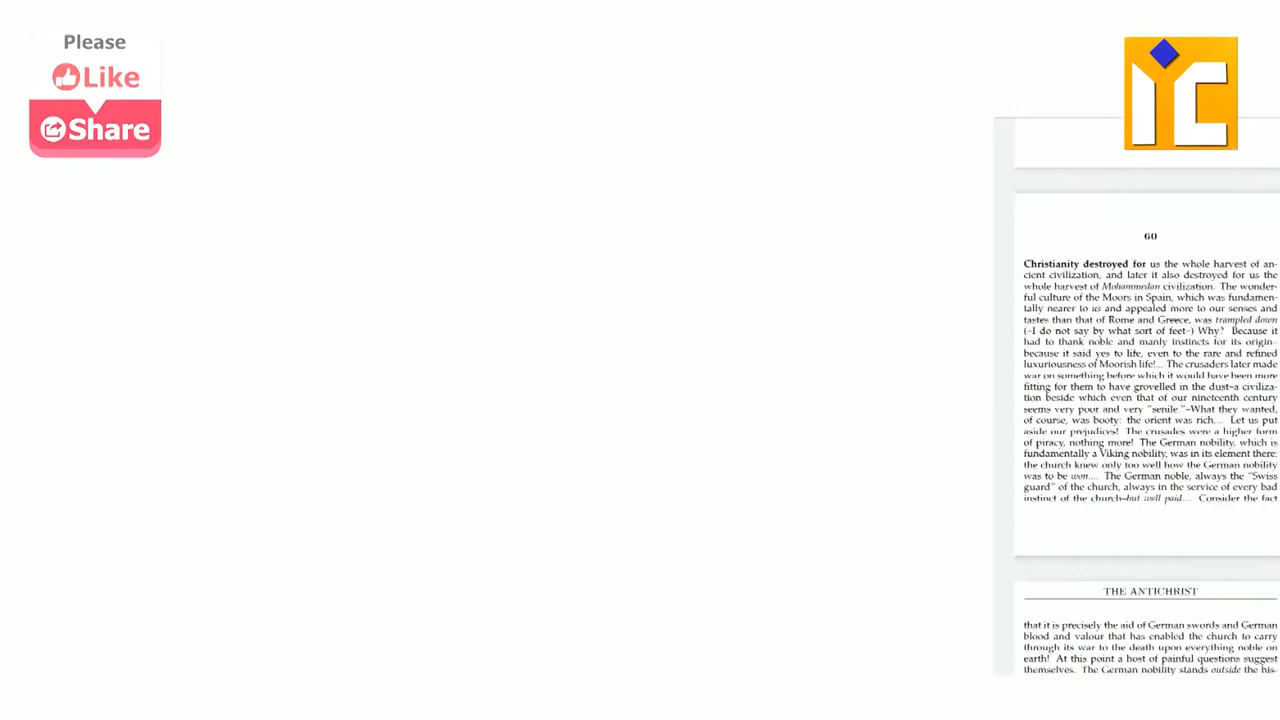 Please
Like
Share
iC
60
Christianity destroyed for us the whole harvest of an-
cient civilization, and later it also destroyed for us the
whole harvest of Mohammedan civilization. The wonder-
ful culture of the Moors in Spain, which was fundamen-
tally nearer to us and appealed more to our senses and
tastes than that of Rome and Greece, was trampled down
(–I do not say by what sort of feet–) Why? Because it
had to thank noble and manly instincts for its origin–
because it said yes to life, even to the rare and refined
luxuriousness of Moorish life!... The crusaders later made
war on something before which it would have been more
fitting for them to have grovelled in the dust–a civiliza-
tion beside which even that of our nineteenth century
seems very poor and very "senile."–What they wanted,
of course, was booty: the orient was rich.... Let us put
aside our prejudices! The crusades were a higher form
of piracy, nothing more! The German nobility, which is
fundamentally a Viking nobility, was in its element there:
the church knew only too well how the German nobility
was to be won.... The German noble, always the "Swiss
guard" of the church, always in the service of every bad
instinct of the church–but well paid.... Consider the fact
THE ANTICHRIST
that it is precisely the aid of German swords and German
blood and valour that has enabled the church to carry
through its war to the death upon everything noble on
earth! At this point a host of painful questions suggest
themselves. The German nobility stands outside the his-